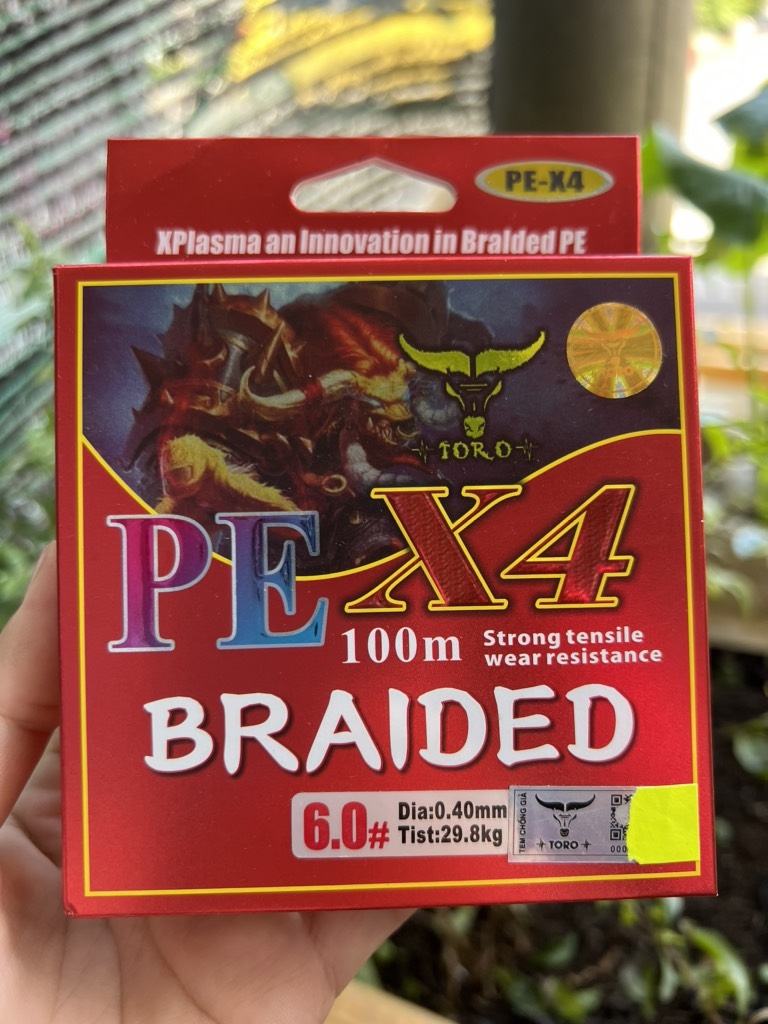 PE-X4
XPlasma an Innovation in Bralded PE
TORO
PE X4
100m
Strong tensile
wear resistance
BRAIDED
6.0#
Dia:0.40mm
Tist:29.8kg
TEM CHỐNG GIẢ
TORO